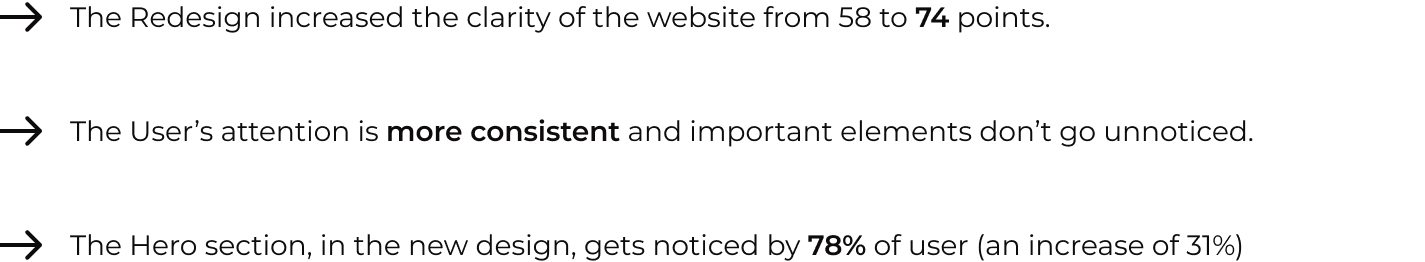 The Redesign increased the clarity of the website from 58 to 74 points.
The User’s attention is more consistent and important elements don’t go unnoticed.
The Hero section, in the new design, gets noticed by 78% of user (an increase of 31%)